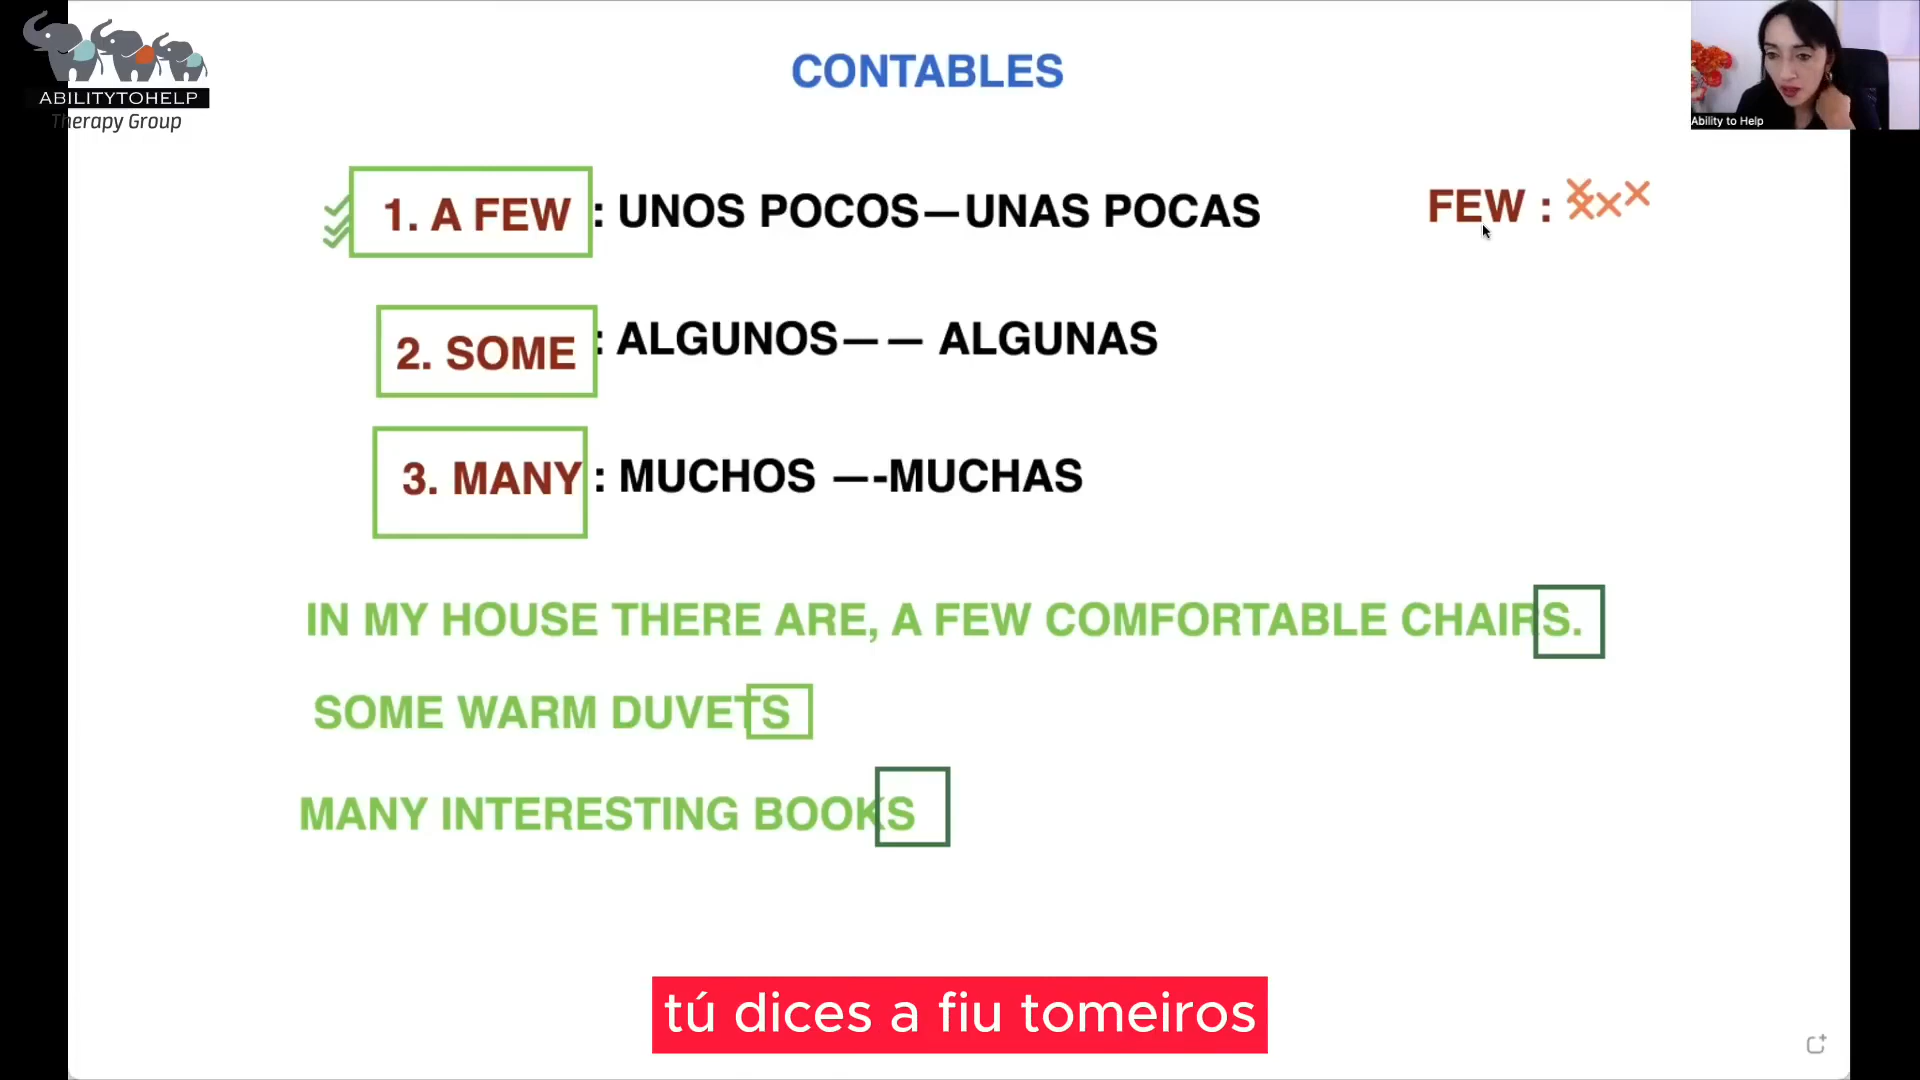 ABILITYTOHELP
Therapy Group
CONTABLES
Ability to Help
1. A FEW : UNOS POCOS—UNAS POCAS
FEW : xxxx
2. SOME : ALGUNOS—— ALGUNAS
3. MANY : MUCHOS —-MUCHAS
IN MY HOUSE THERE ARE, A FEW COMFORTABLE CHAIRS.
SOME WARM DUVETS
MANY INTERESTING BOOKS
tú dices a fiu tomeiros